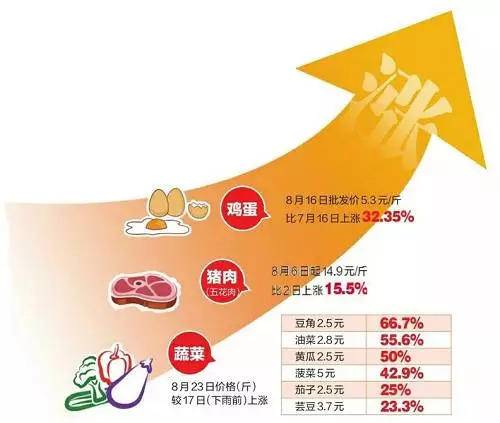 涨
鸡蛋
8月16日批发价5.3元/斤
比7月16日上涨32.35%
猪肉
(五花肉)
8月6日起14.9元/斤
比2日上涨15.5%
蔬菜
8月23日价格(斤)
较17日(下雨前)上涨
豆角2.5元 66.7%
油菜2.8元 55.6%
黄瓜2.5元 50%
菠菜5元 42.9%
茄子2.5元 25%
芸豆3.7元 23.3%